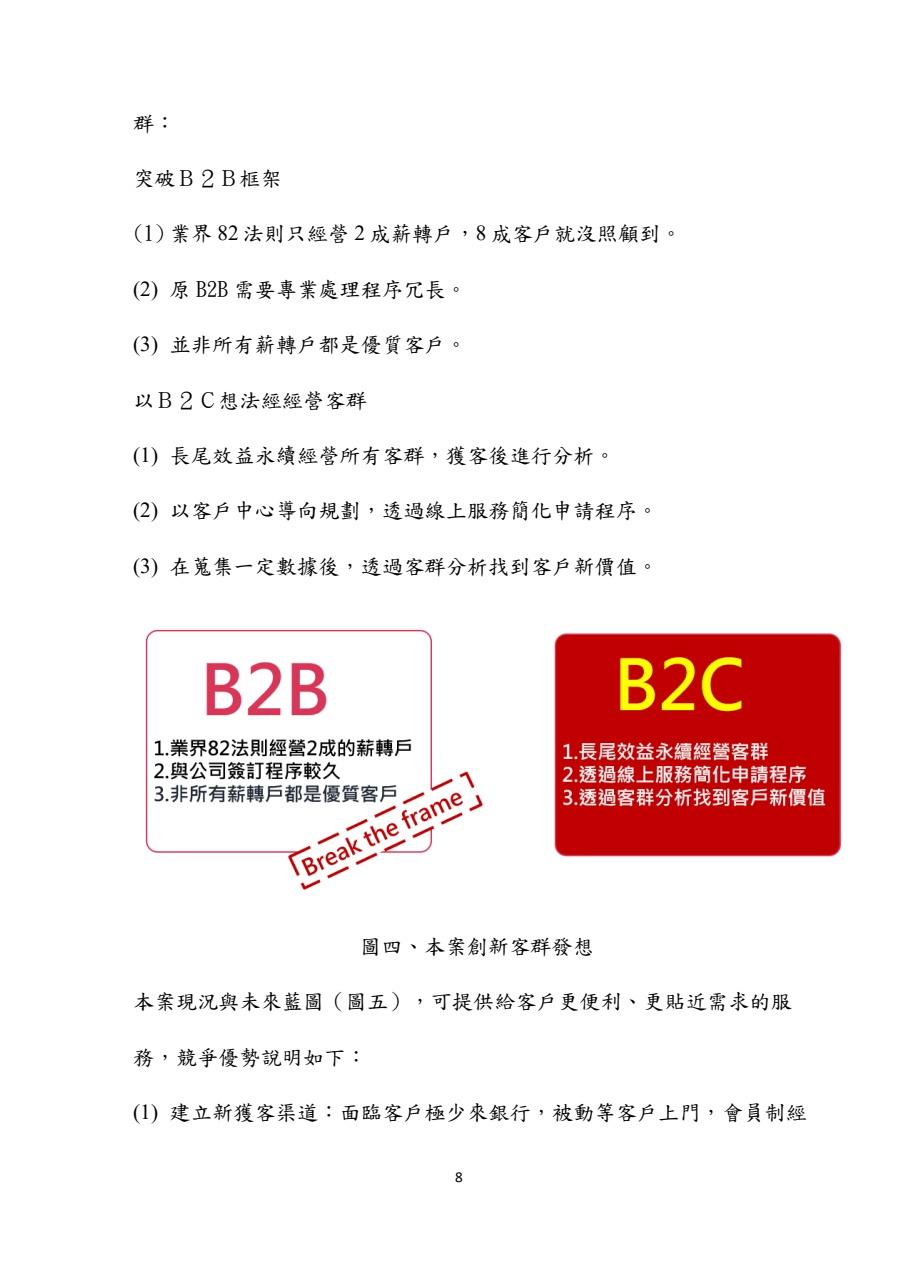 群：
突破Ｂ２Ｂ框架
(1) 業界 82 法則只經營 2 成薪轉戶，8 成客戶就沒照顧到。
(2) 原 B2B 需要專業處理程序冗長。
(3) 並非所有薪轉戶都是優質客戶。
以Ｂ２Ｃ想法經經營客群
(1) 長尾效益永續經營所有客群，獲客後進行分析。
(2) 以客戶中心導向規劃，透過線上服務簡化申請程序。
(3) 在蒐集一定數據後，透過客群分析找到客戶新價值。
B2B
1.業界82法則經營2成的薪轉戶
2.與公司簽訂程序較久
3.非所有薪轉戶都是優質客戶
Break the frame
B2C
1.長尾效益永續經營客群
2.透過線上服務簡化申請程序
3.透過客群分析找到客戶新價值
圖四、本案創新客群發想
本案現況與未來藍圖（圖五），可提供給客戶更便利、更貼近需求的服
務，競爭優勢說明如下：
(1) 建立新獲客渠道：面臨客戶極少來銀行，被動等客戶上門，會員制經
8